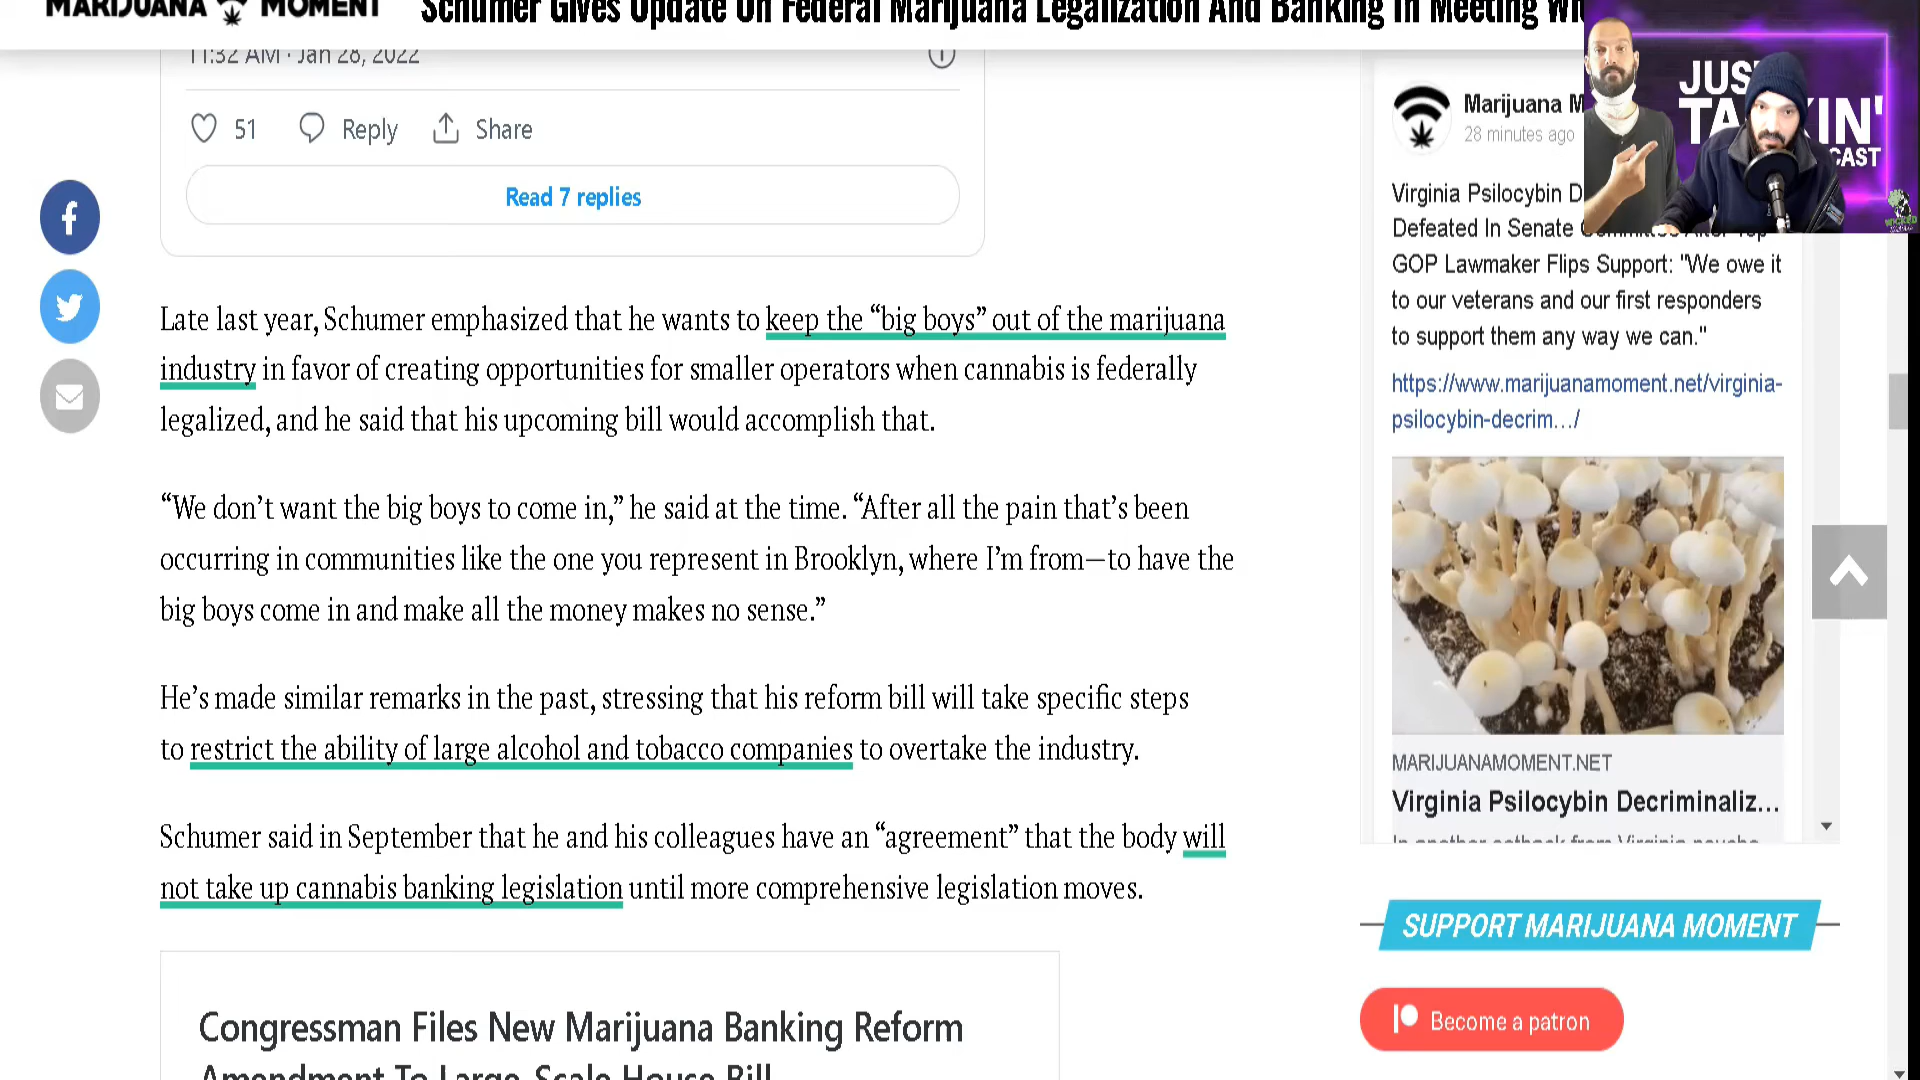 MARIJUANA MOMENT
Schumer Gives Update On Federal Marijuana Legalization And Banking In Meeting
11:32 AM · Jan 28, 2022
51 Reply Share
Read 7 replies
Late last year, Schumer emphasized that he wants to keep the “big boys” out of the marijuana
industry in favor of creating opportunities for smaller operators when cannabis is federally
legalized, and he said that his upcoming bill would accomplish that.
“We don’t want the big boys to come in,” he said at the time. “After all the pain that’s been
occurring in communities like the one you represent in Brooklyn, where I’m from—to have the
big boys come in and make all the money makes no sense.”
He’s made similar remarks in the past, stressing that his reform bill will take specific steps
to restrict the ability of large alcohol and tobacco companies to overtake the industry.
Schumer said in September that he and his colleagues have an “agreement” that the body will
not take up cannabis banking legislation until more comprehensive legislation moves.
Congressman Files New Marijuana Banking Reform
Amendment To Large-Scale House Bill
Marijuana M
28 minutes ago
Virginia Psilocybin D
Defeated In Senate
GOP Lawmaker Flips Support: "We owe it
to our veterans and our first responders
to support them any way we can."
https://www.marijuanamoment.net/virginia-
psilocybin-decrim…/
MARIJUANAMOMENT.NET
Virginia Psilocybin Decriminaliz...
SUPPORT MARIJUANA MOMENT
Become a patron
JUS
TA KIN'
CAST